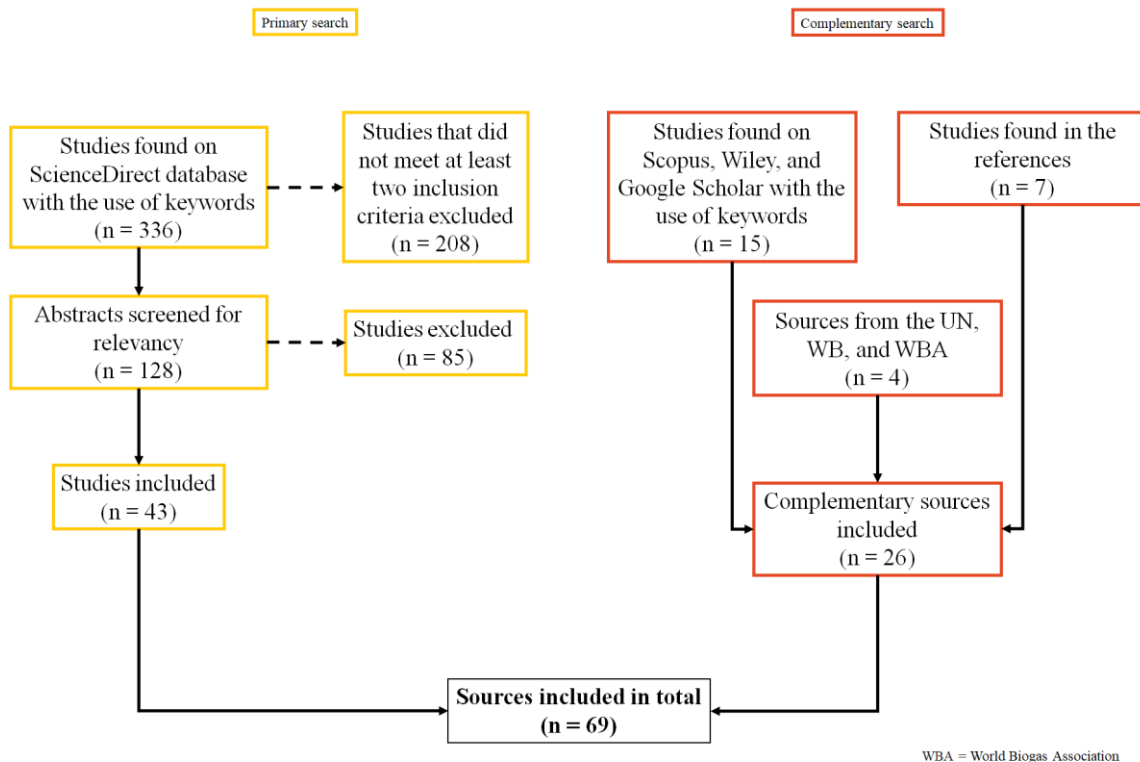 Primary search
Complementary search
Studies found on
ScienceDirect database
with the use of keywords
(n = 336)
Studies that did
not meet at least
two inclusion
criteria excluded
(n = 208)
Abstracts screened for
relevancy
(n = 128)
Studies excluded
(n = 85)
Studies included
(n = 43)
Studies found on
Scopus, Wiley, and
Google Scholar with the
use of keywords
(n = 15)
Studies found in the
references
(n = 7)
Sources from the UN,
WB, and WBA
(n = 4)
Complementary sources
included
(n = 26)
Sources included in total
(n = 69)
WBA = World Biogas Association